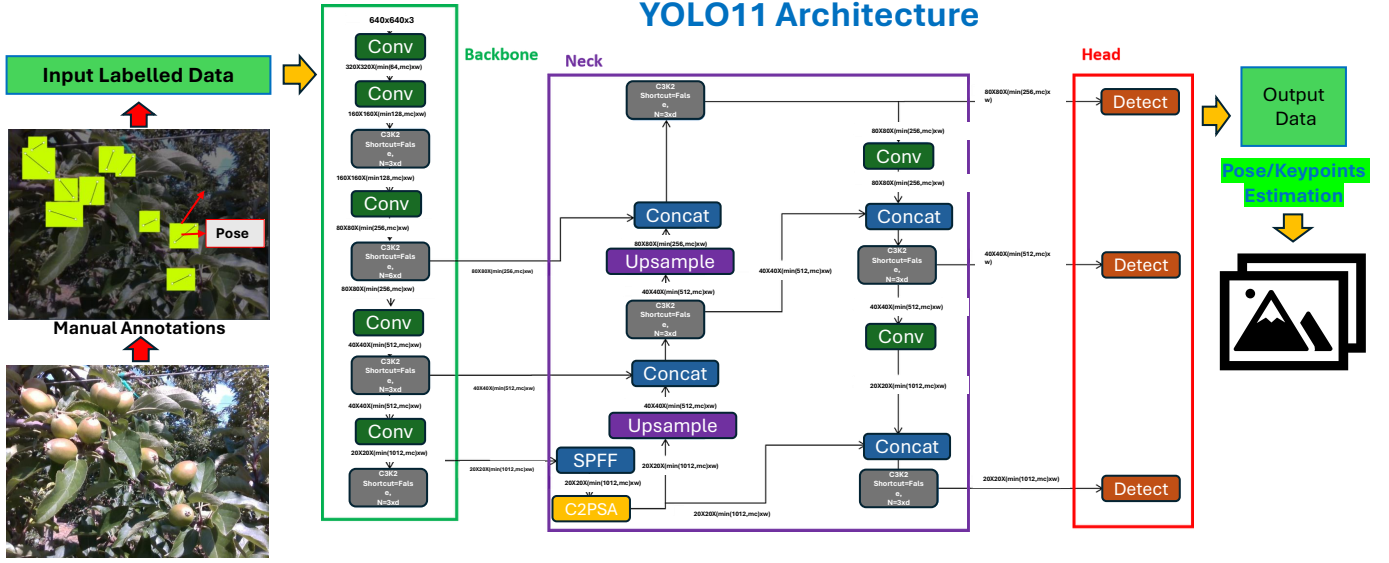 YOLO11 Architecture
Input Labelled Data
Pose
Manual Annotations
Backbone
640x640x3
Conv
320X320X(min(64,mc)xw)
Conv
160X160X(min128,mc)xw)
C3K2
Shortcut=Fals
e,
N=3xd
160X160X(min128,mc)xw)
Conv
80X80X(min(256,mc)xw)
C3K2
Shortcut=Fals
e,
N=6xd
80X80X(min(256,mc)xw)
Conv
40X40X(min(512,mc)xw)
C3K2
Shortcut=Fals
e,
N=3xd
40X40X(min(512,mc)xw)
Conv
20X20X(min(1012,mc)xw)
C3K2
Shortcut=Fals
e,
N=3xd
80X80X(min(256,mc)xw)
40X40X(min(512,mc)xw)
20X20X(min(1012,mc)xw)
Neck
C3K2
Shortcut=Fals
e,
N=3xd
Concat
80X80X(min(256,mc)xw)
Upsample
40X40X(min(512,mc)xw)
C3K2
Shortcut=Fals
e,
N=3xd
Concat
40X40X(min(512,mc)xw)
Upsample
SPFF
20X20X(min(1012,mc)xw)
20X20X(min(1012,mc)xw)
C2PSA
20X20X(min(1012,mc)xw)
40X40X(min(512,mc)xw)
80X80X(min(256,mc)xw)
Conv
80X80X(min(256,mc)xw)
Concat
C3K2
Shortcut=Fals
e,
N=3xd
40X40X(min(512,mc)xw)
Conv
20X20X(min(1012,mc)xw)
Concat
C3K2
Shortcut=Fals
e,
N=3xd
80X80X(min(256,mc)x
w)
40X40X(min(512,mc)x
w)
20X20X(min(1012,mc)xw)
Head
Detect
Detect
Detect
Output
Data
Pose/Keypoints
Estimation